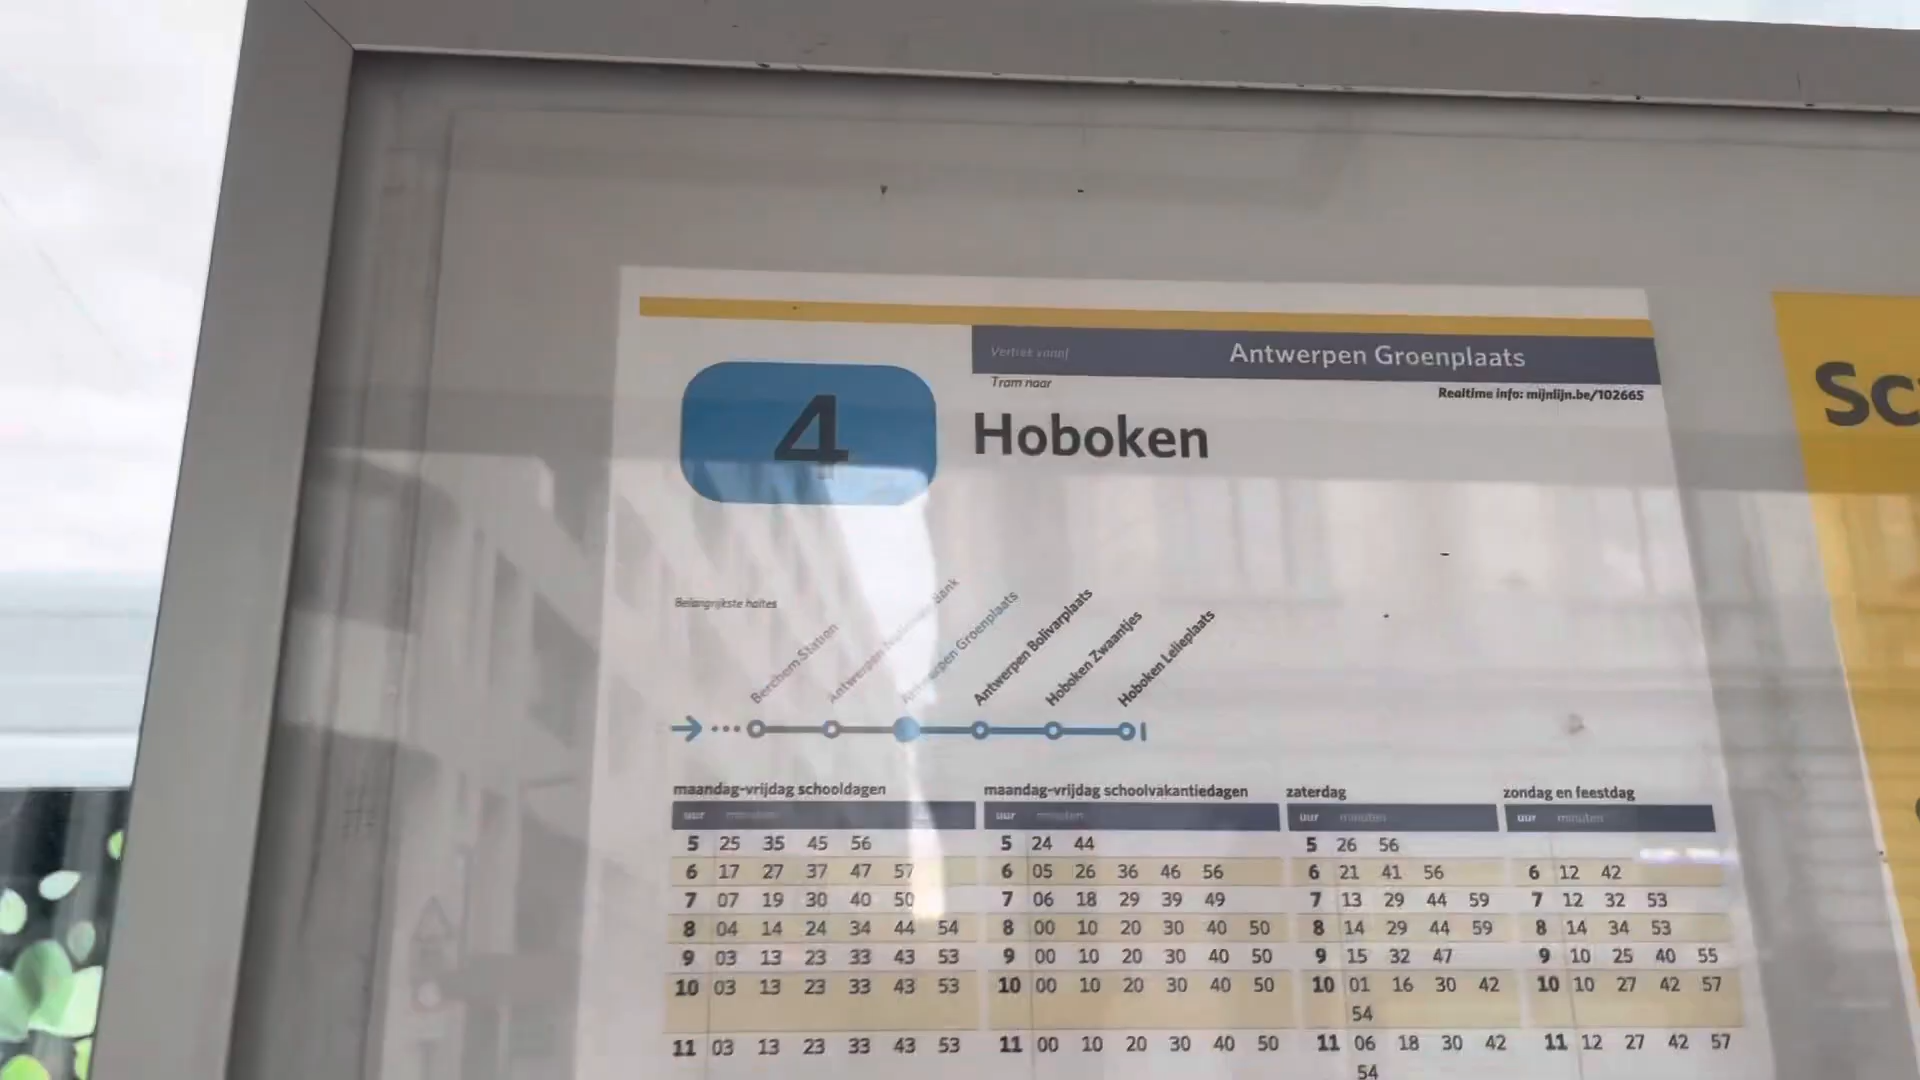 Vertrek vanaf Antwerpen Groenplaats
4
Tram naar
Realtime info: mijnlijn.be/102665
Hoboken
Sc
Belangrijkste haltes
Berchem Station
Antwerpen Bank
Antwerpen Groenplaats
Antwerpen Bolivarplaats
Hoboken Zwaantjes
Hoboken Lelieplaats
maandag-vrijdag schooldagen
uur minuten
5 25 35 45 56
6 17 27 37 47 57
7 07 19 30 40 50
8 04 14 24 34 44 54
9 03 13 23 33 43 53
10 03 13 23 33 43 53
11 03 13 23 33 43 53
maandag-vrijdag schoolvakantiedagen
uur minuten
5 24 44
6 05 26 36 46 56
7 06 18 29 39 49
8 00 10 20 30 40 50
9 00 10 20 30 40 50
10 00 10 20 30 40 50
11 00 10 20 30 40 50
zaterdag
uur minuten
5 26 56
6 21 41 56
7 13 29 44 59
8 14 29 44 59
9 15 32 47
10 01 16 30 42
54
11 06 18 30 42
54
zondag en feestdag
uur minuten
6 12 42
7 12 32 53
8 14 34 53
9 10 25 40 55
10 10 27 42 57
11 12 27 42 57